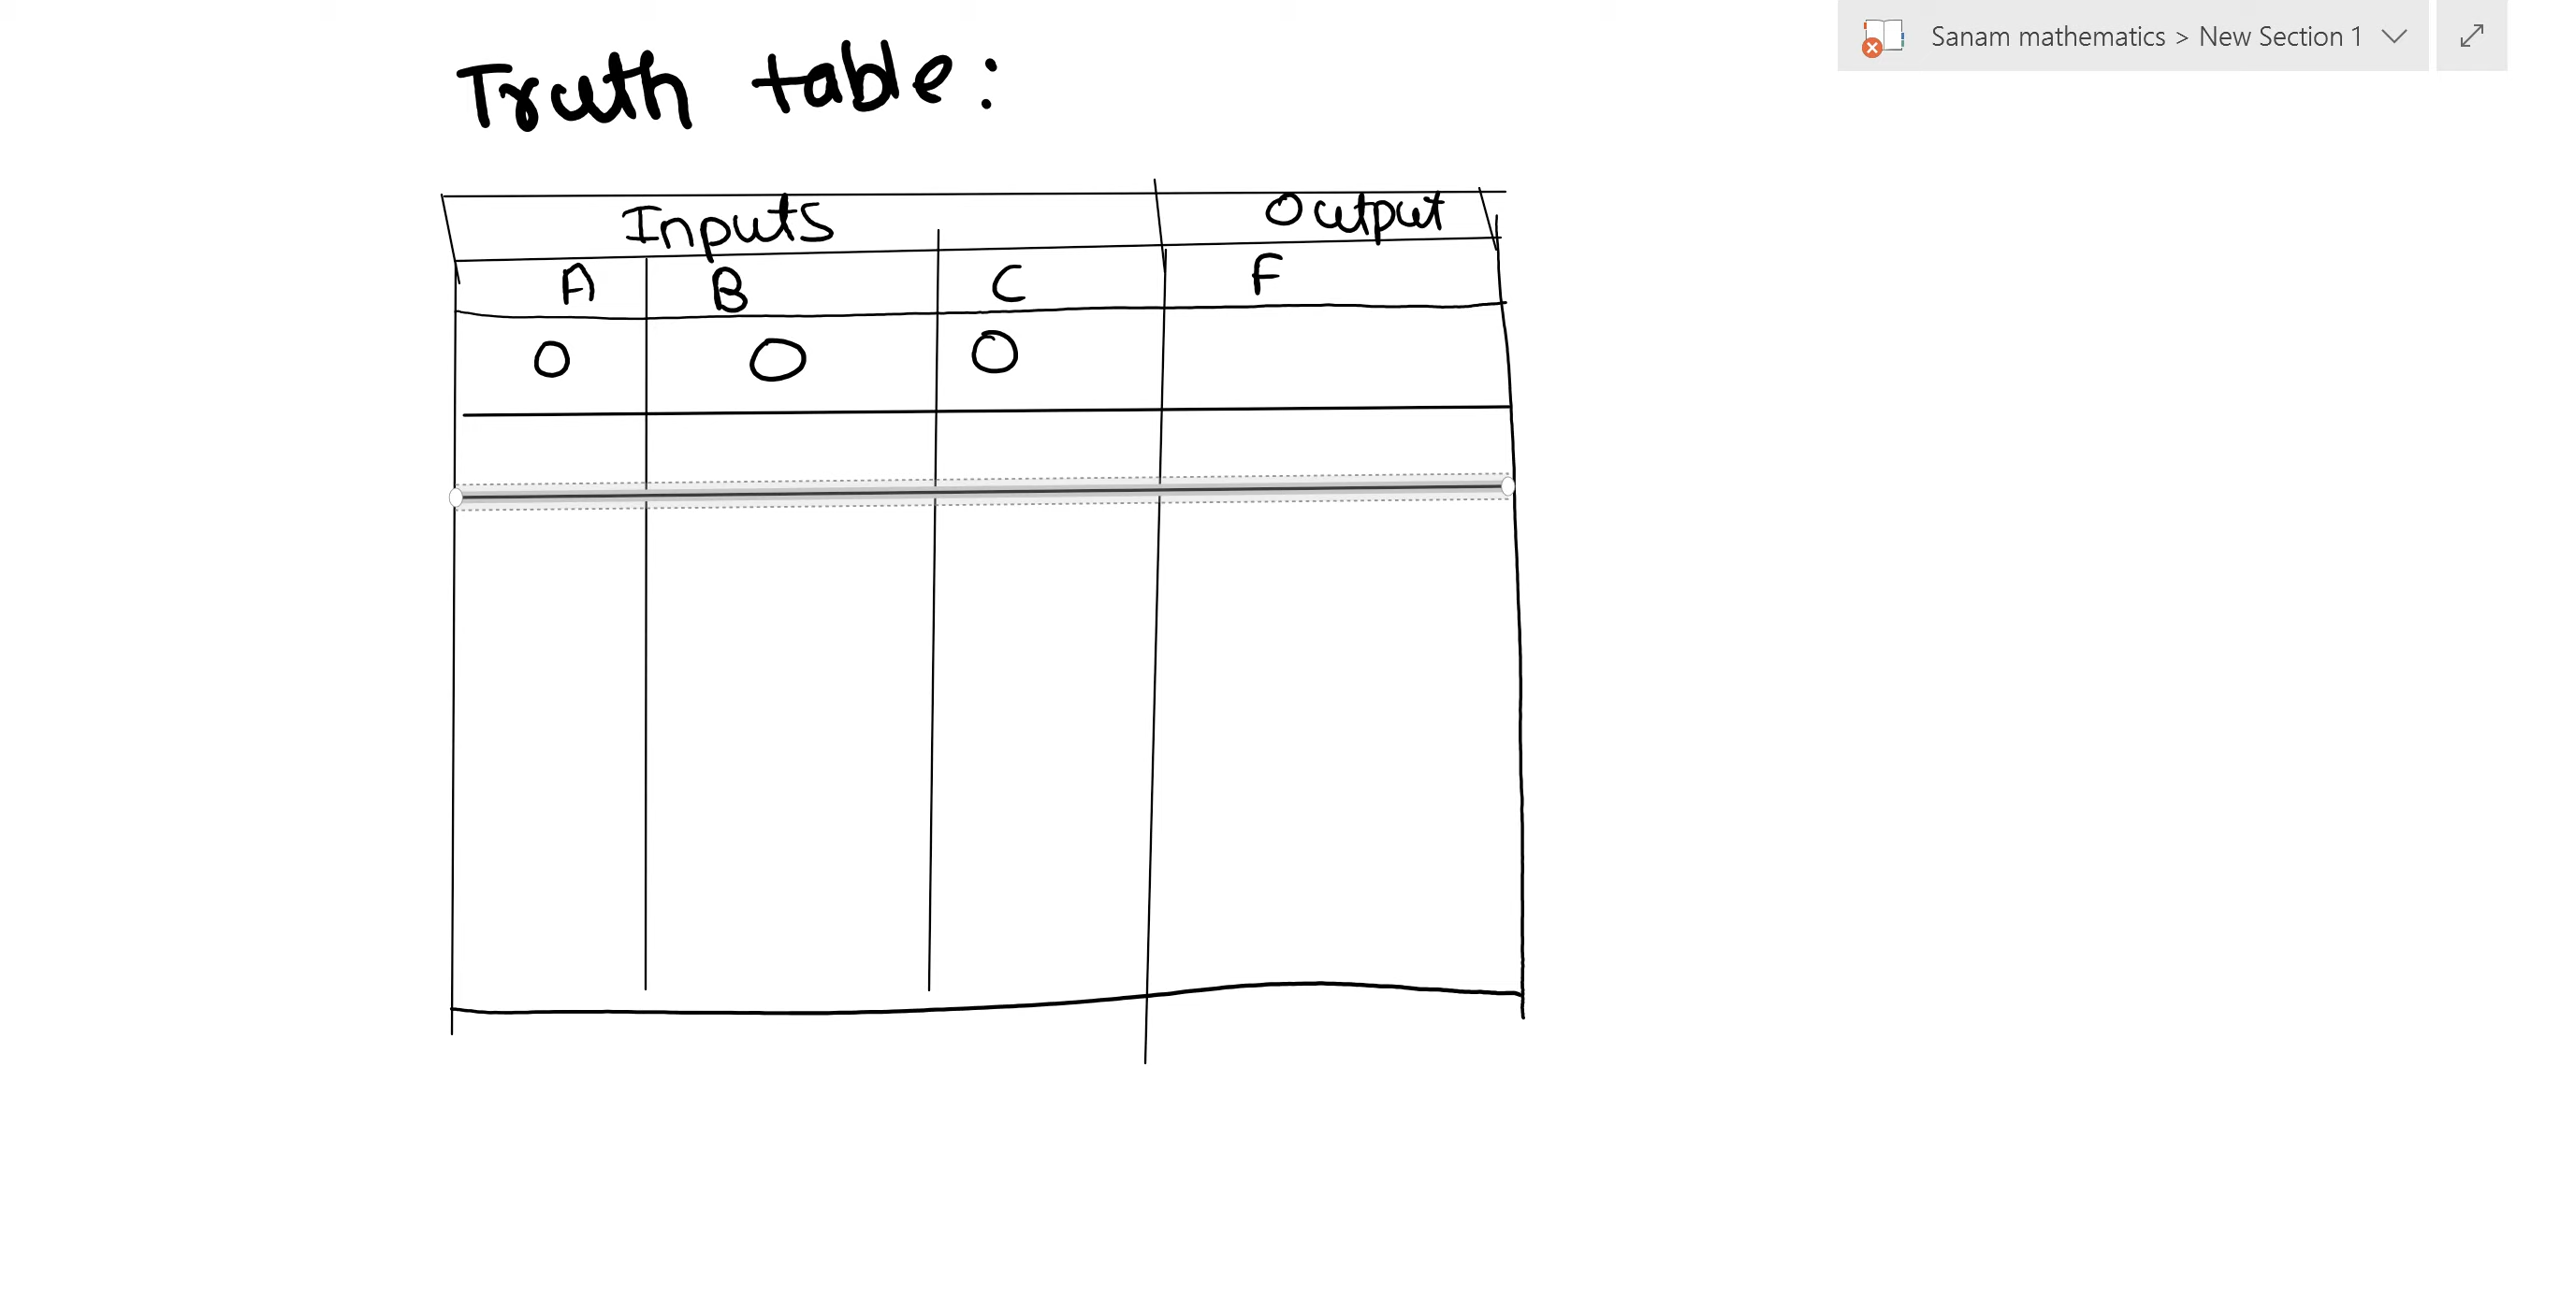 Sanam mathematics > New Section 1
Truth table:
Inputs Output
A B C F
0 0 0